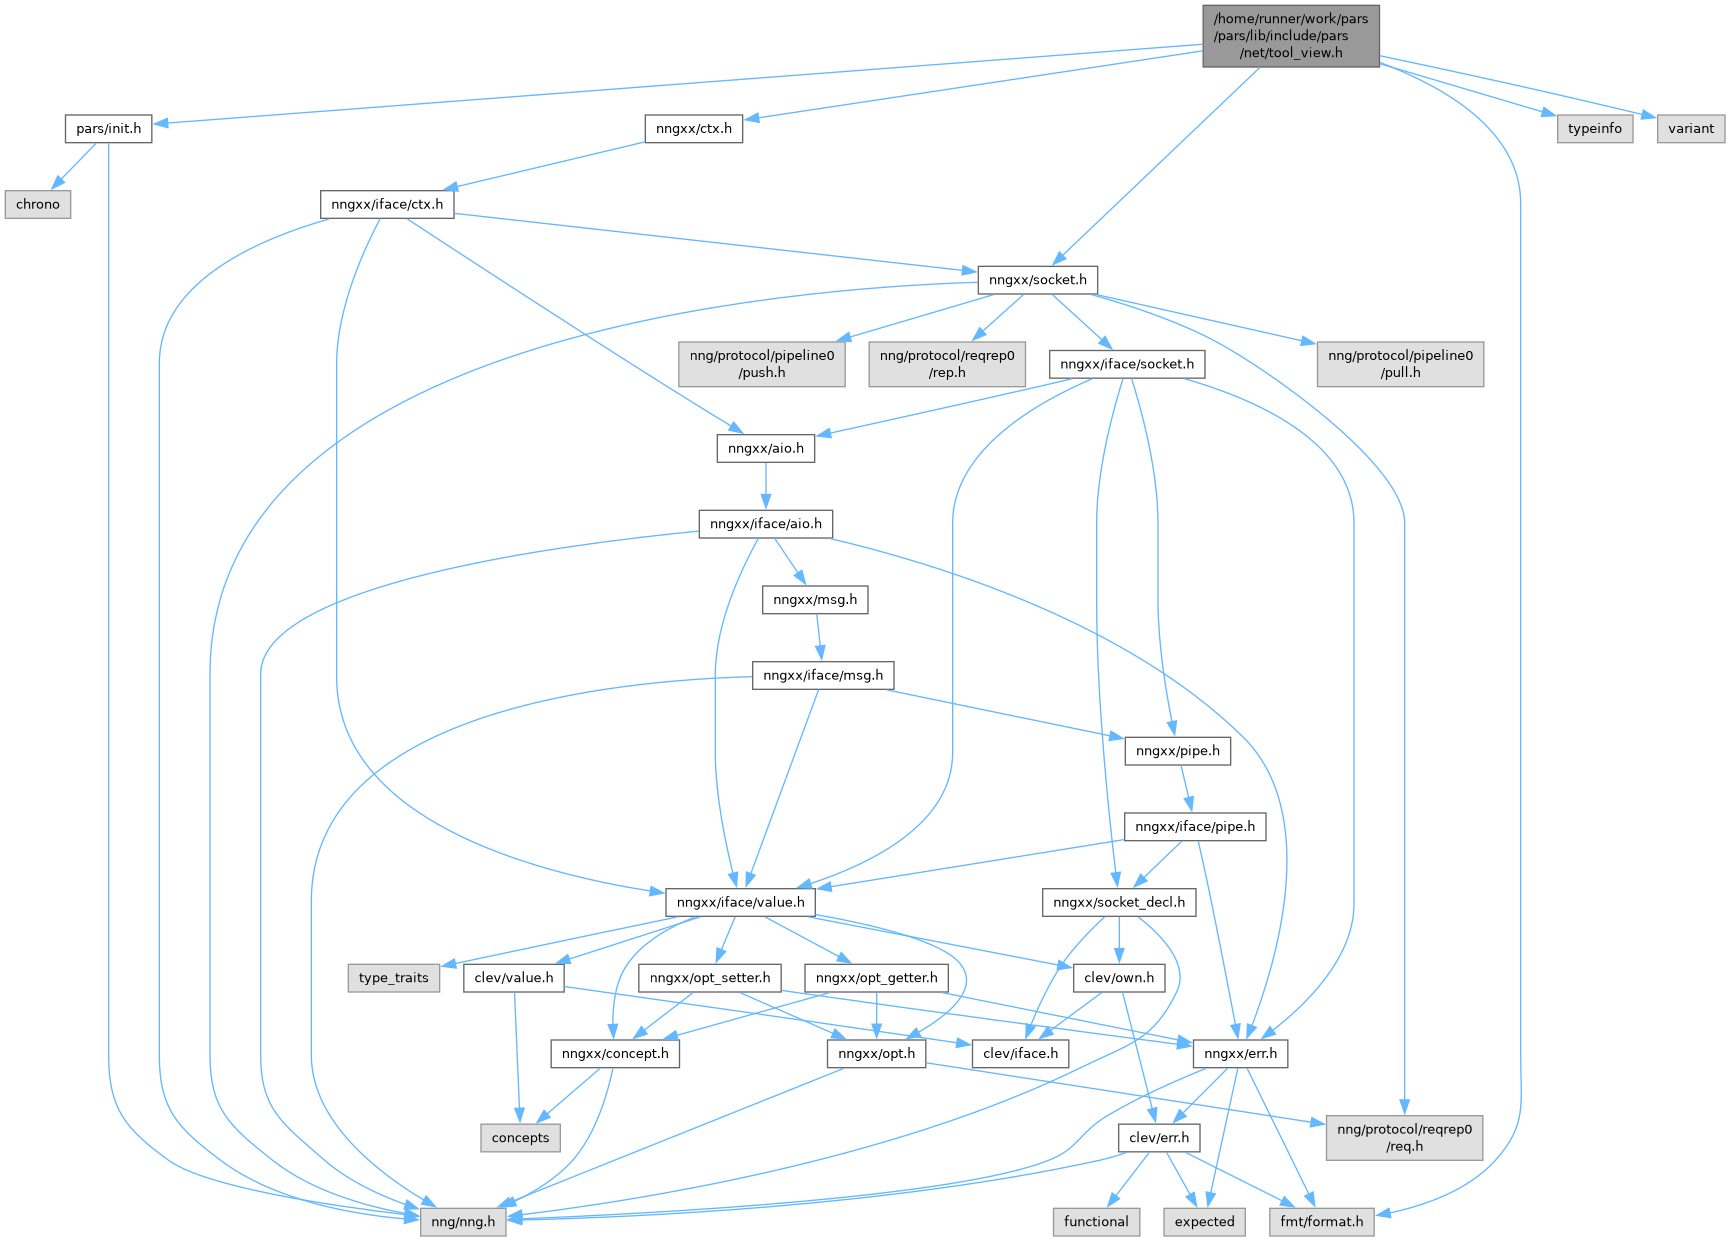 /home/runner/work/pars
/pars/lib/include/pars
/net/tool_view.h
pars/init.h
nngxx/ctx.h
typeinfo
variant
chrono
nngxx/iface/ctx.h
nngxx/socket.h
nng/protocol/pipeline0
/push.h
nng/protocol/reqrep0
/rep.h
nngxx/iface/socket.h
nng/protocol/pipeline0
/pull.h
nngxx/aio.h
nngxx/iface/aio.h
nngxx/msg.h
nngxx/iface/msg.h
nngxx/pipe.h
nngxx/iface/pipe.h
nngxx/iface/value.h
nngxx/socket_decl.h
type_traits
clev/value.h
nngxx/opt_setter.h
nngxx/opt_getter.h
clev/own.h
nngxx/concept.h
nngxx/opt.h
clev/iface.h
nngxx/err.h
concepts
clev/err.h
nng/protocol/reqrep0
/req.h
nng/nng.h
functional
expected
fmt/format.h